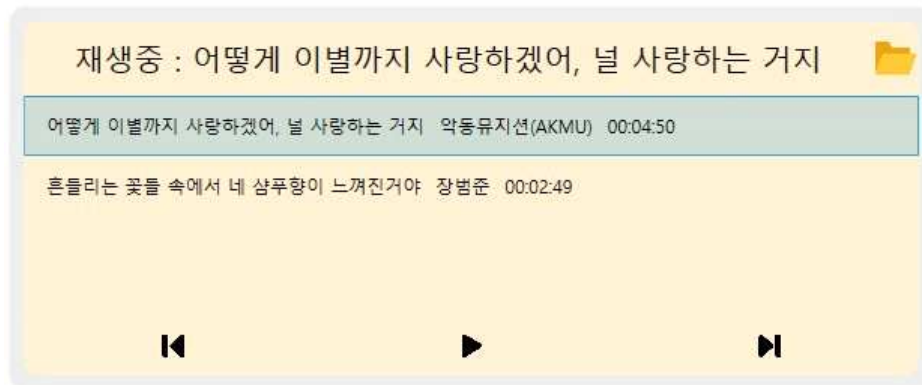 재생중 : 어떻게 이별까지 사랑하겠어, 널 사랑하는 거지
어떻게 이별까지 사랑하겠어, 널 사랑하는 거지 악동뮤지션(AKMU) 00:04:50
흔들리는 꽃들 속에서 네 샴푸향이 느껴진거야 장범준 00:02:49